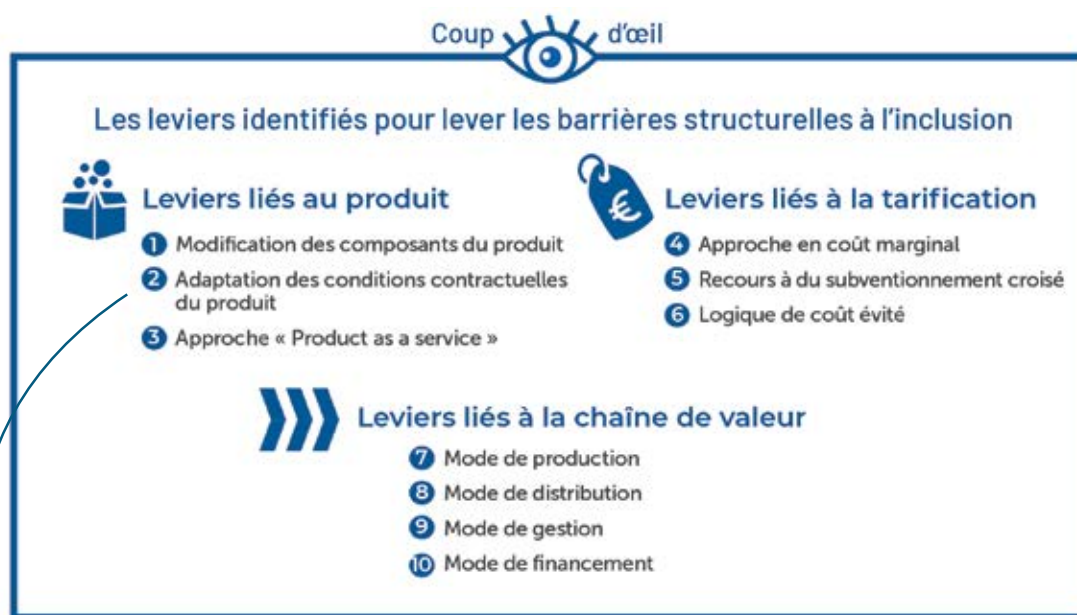 Coup d'œil
Les leviers identifiés pour lever les barrières structurelles à l'inclusion
Leviers liés au produit
1 Modification des composants du produit
2 Adaptation des conditions contractuelles
du produit
3 Approche « Product as a service »
€
Leviers liés à la tarification
4 Approche en coût marginal
5 Recours à du subventionnement croisé
6 Logique de coût évité
Leviers liés à la chaîne de valeur
7 Mode de production
8 Mode de distribution
9 Mode de gestion
10 Mode de financement